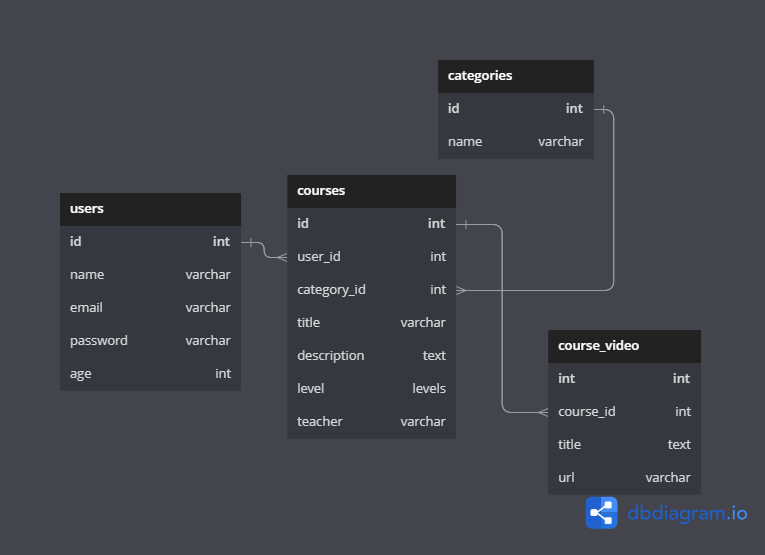 categories
id int
name varchar
courses
id int
user_id int
category_id int
title varchar
description text
level levels
teacher varchar
users
id int
name varchar
email varchar
password varchar
age int
course_video
int int
course_id int
title text
url varchar
dbdiagram.io